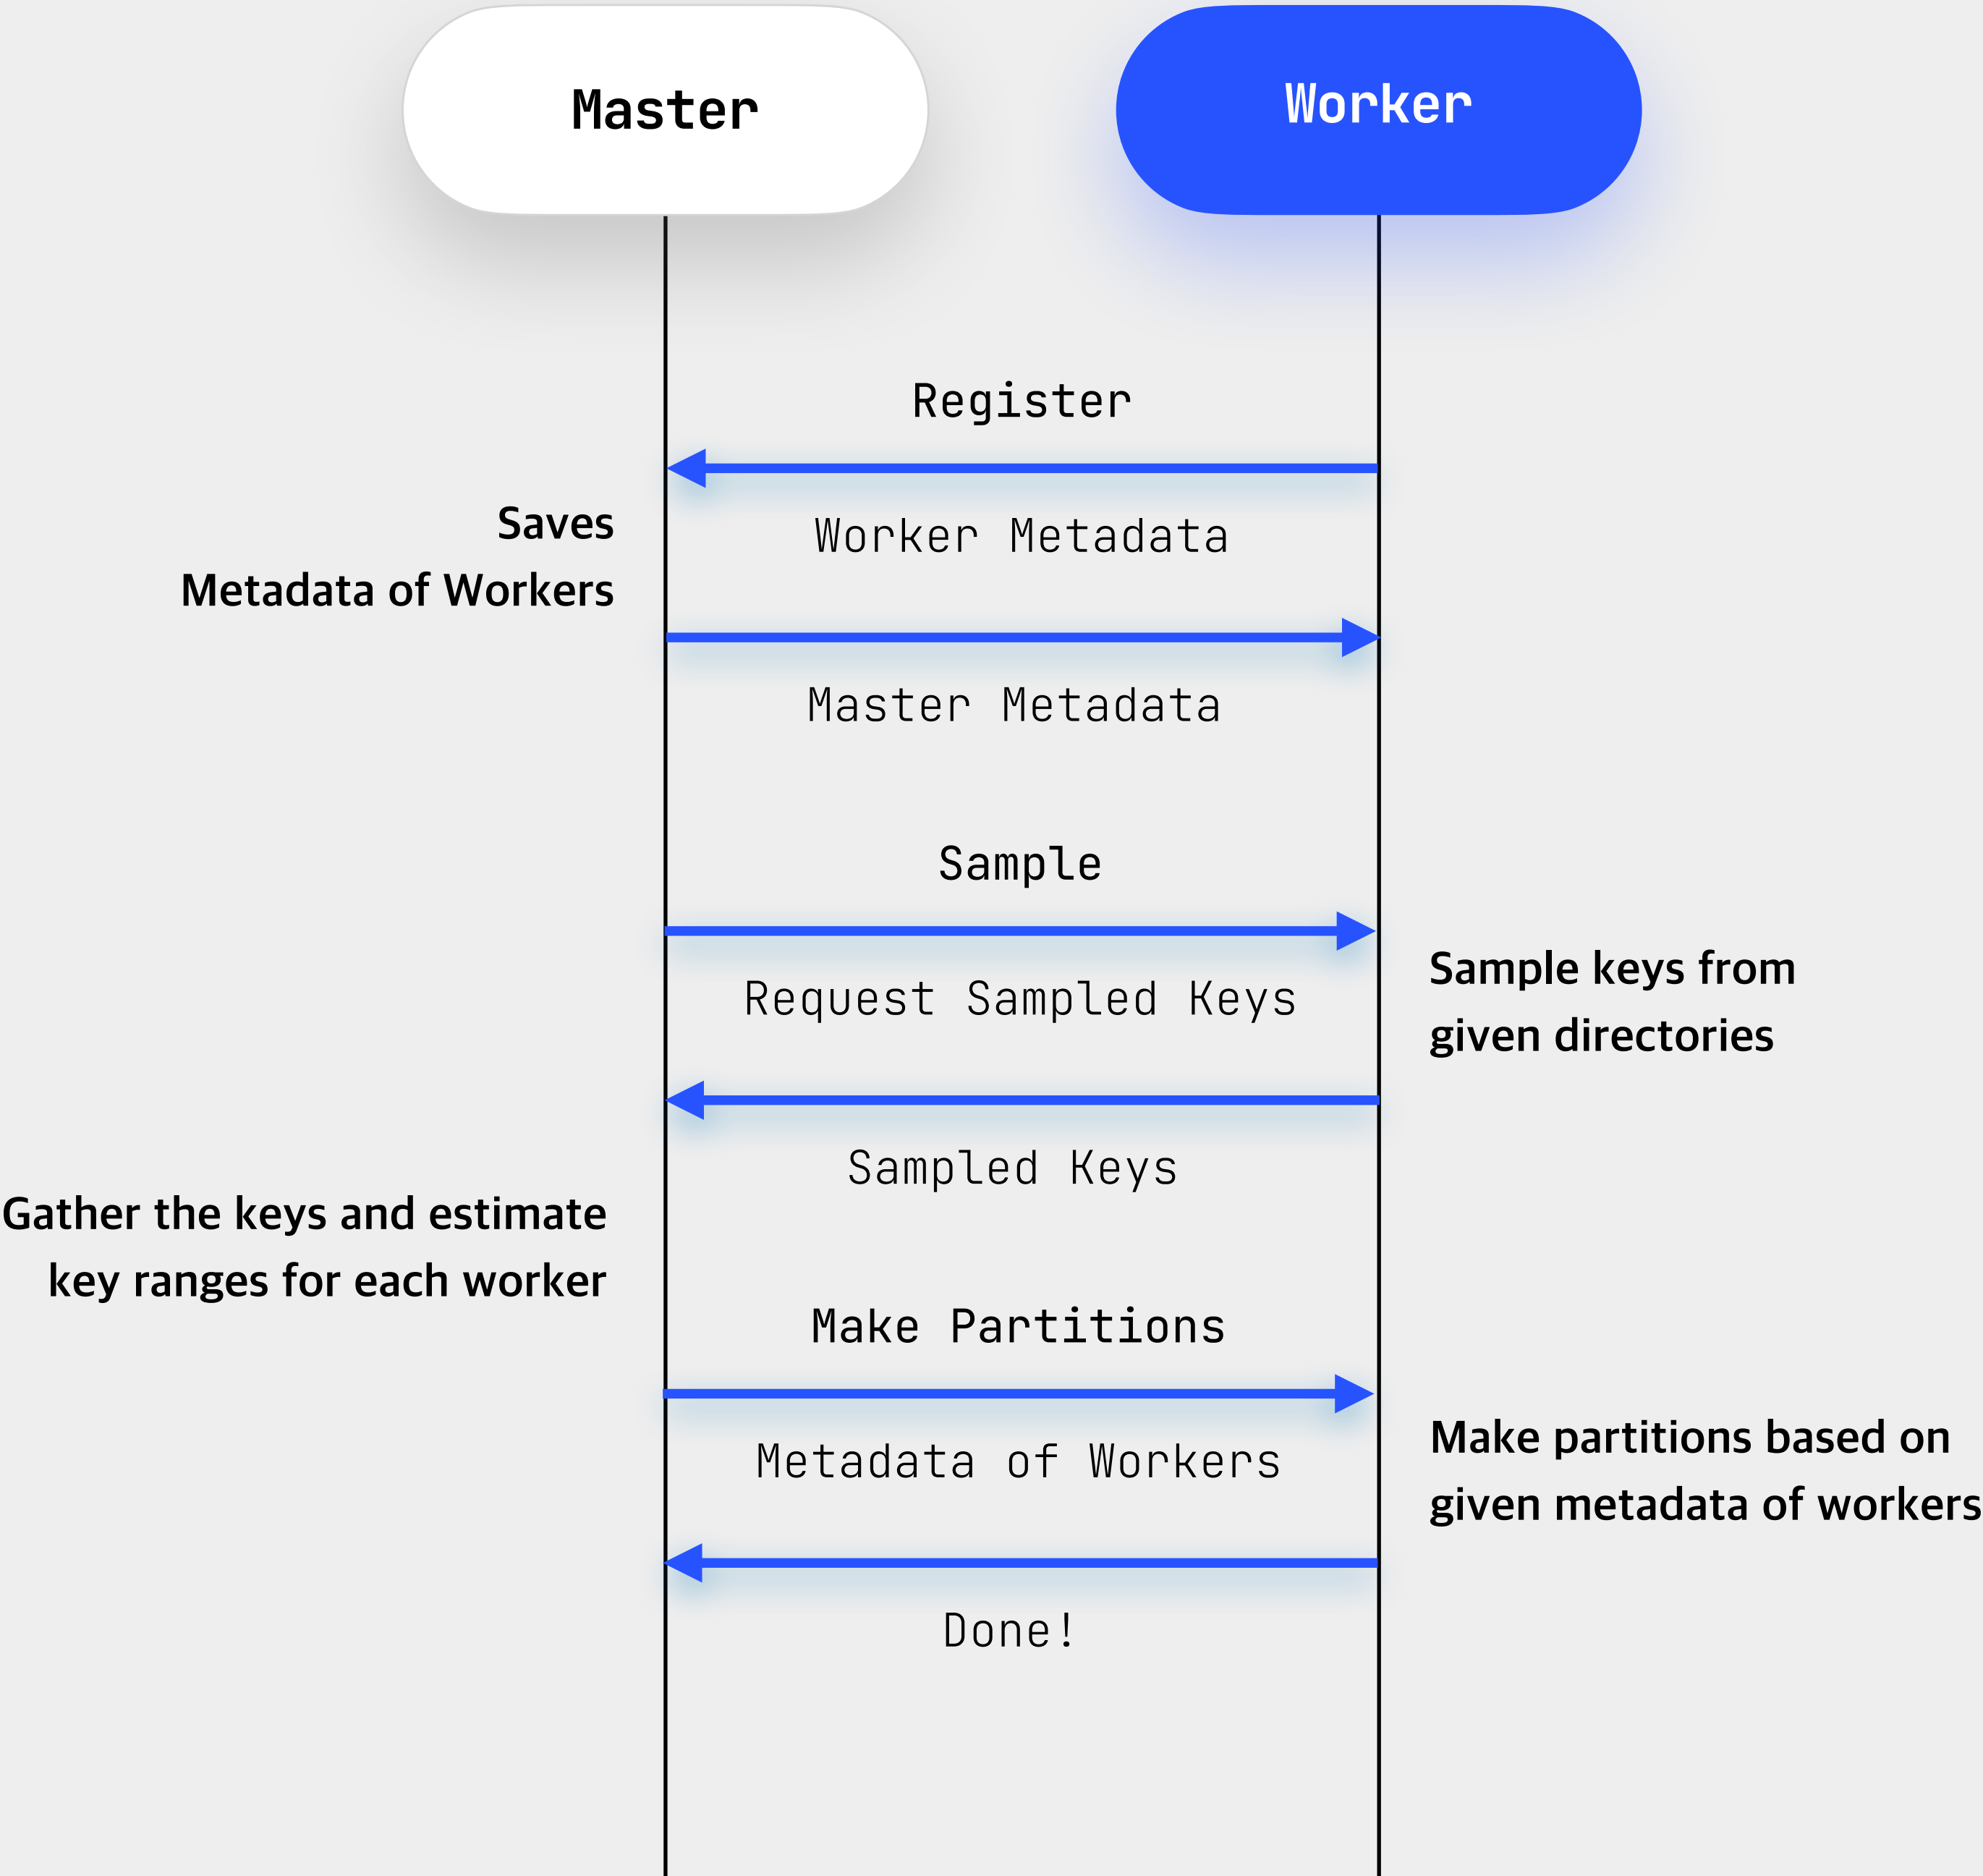 Master
Worker
Register
Saves
Metadata of Workers
Worker Metadata
Master Metadata
Sample
Request Sampled Keys
Sample keys from
given directories
Sampled Keys
Gather the keys and estimate
key ranges for each worker
Make Partitions
Metadata of Workers
Make partitions based on
given metadata of workers
Done!